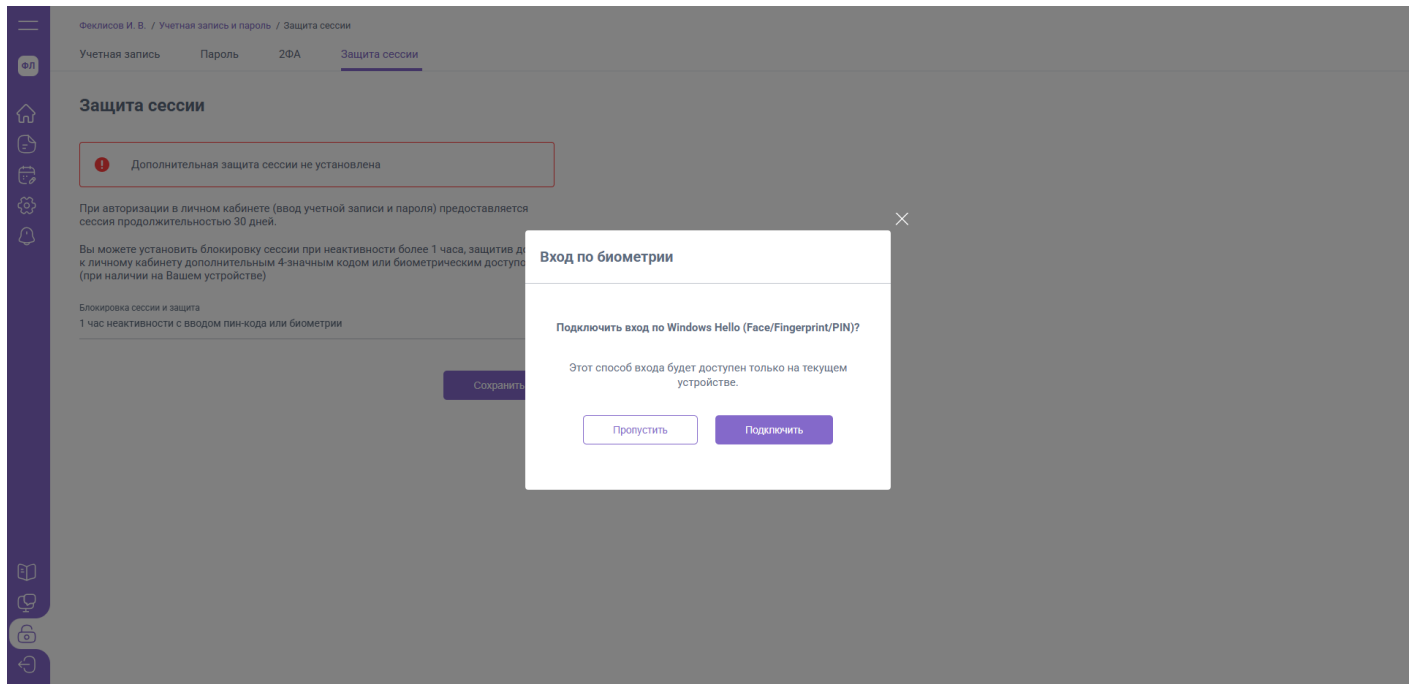 Феклисов И. В. / Учетная запись и пароль / Защита сессии
Учетная запись Пароль 2ФА Защита сессии
ФЛ
Защита сессии
Дополнительная защита сессии не установлена
При авторизации в личном кабинете (ввод учетной записи и пароля) предоставляется
сессия продолжительностью 30 дней.
Вы можете установить блокировку сессии при неактивности более 1 часа, защитив
к личному кабинету дополнительным 4-значным кодом или биометрическим
(при наличии на Вашем устройстве)
Блокировка сессии и защита
1 час неактивности с вводом пин-кода или биометрии
Сохранить
Вход по биометрии
Подключить вход по Windows Hello (Face/Fingerprint/PIN)?
Этот способ входа будет доступен только на текущем
устройстве.
Пропустить Подключить